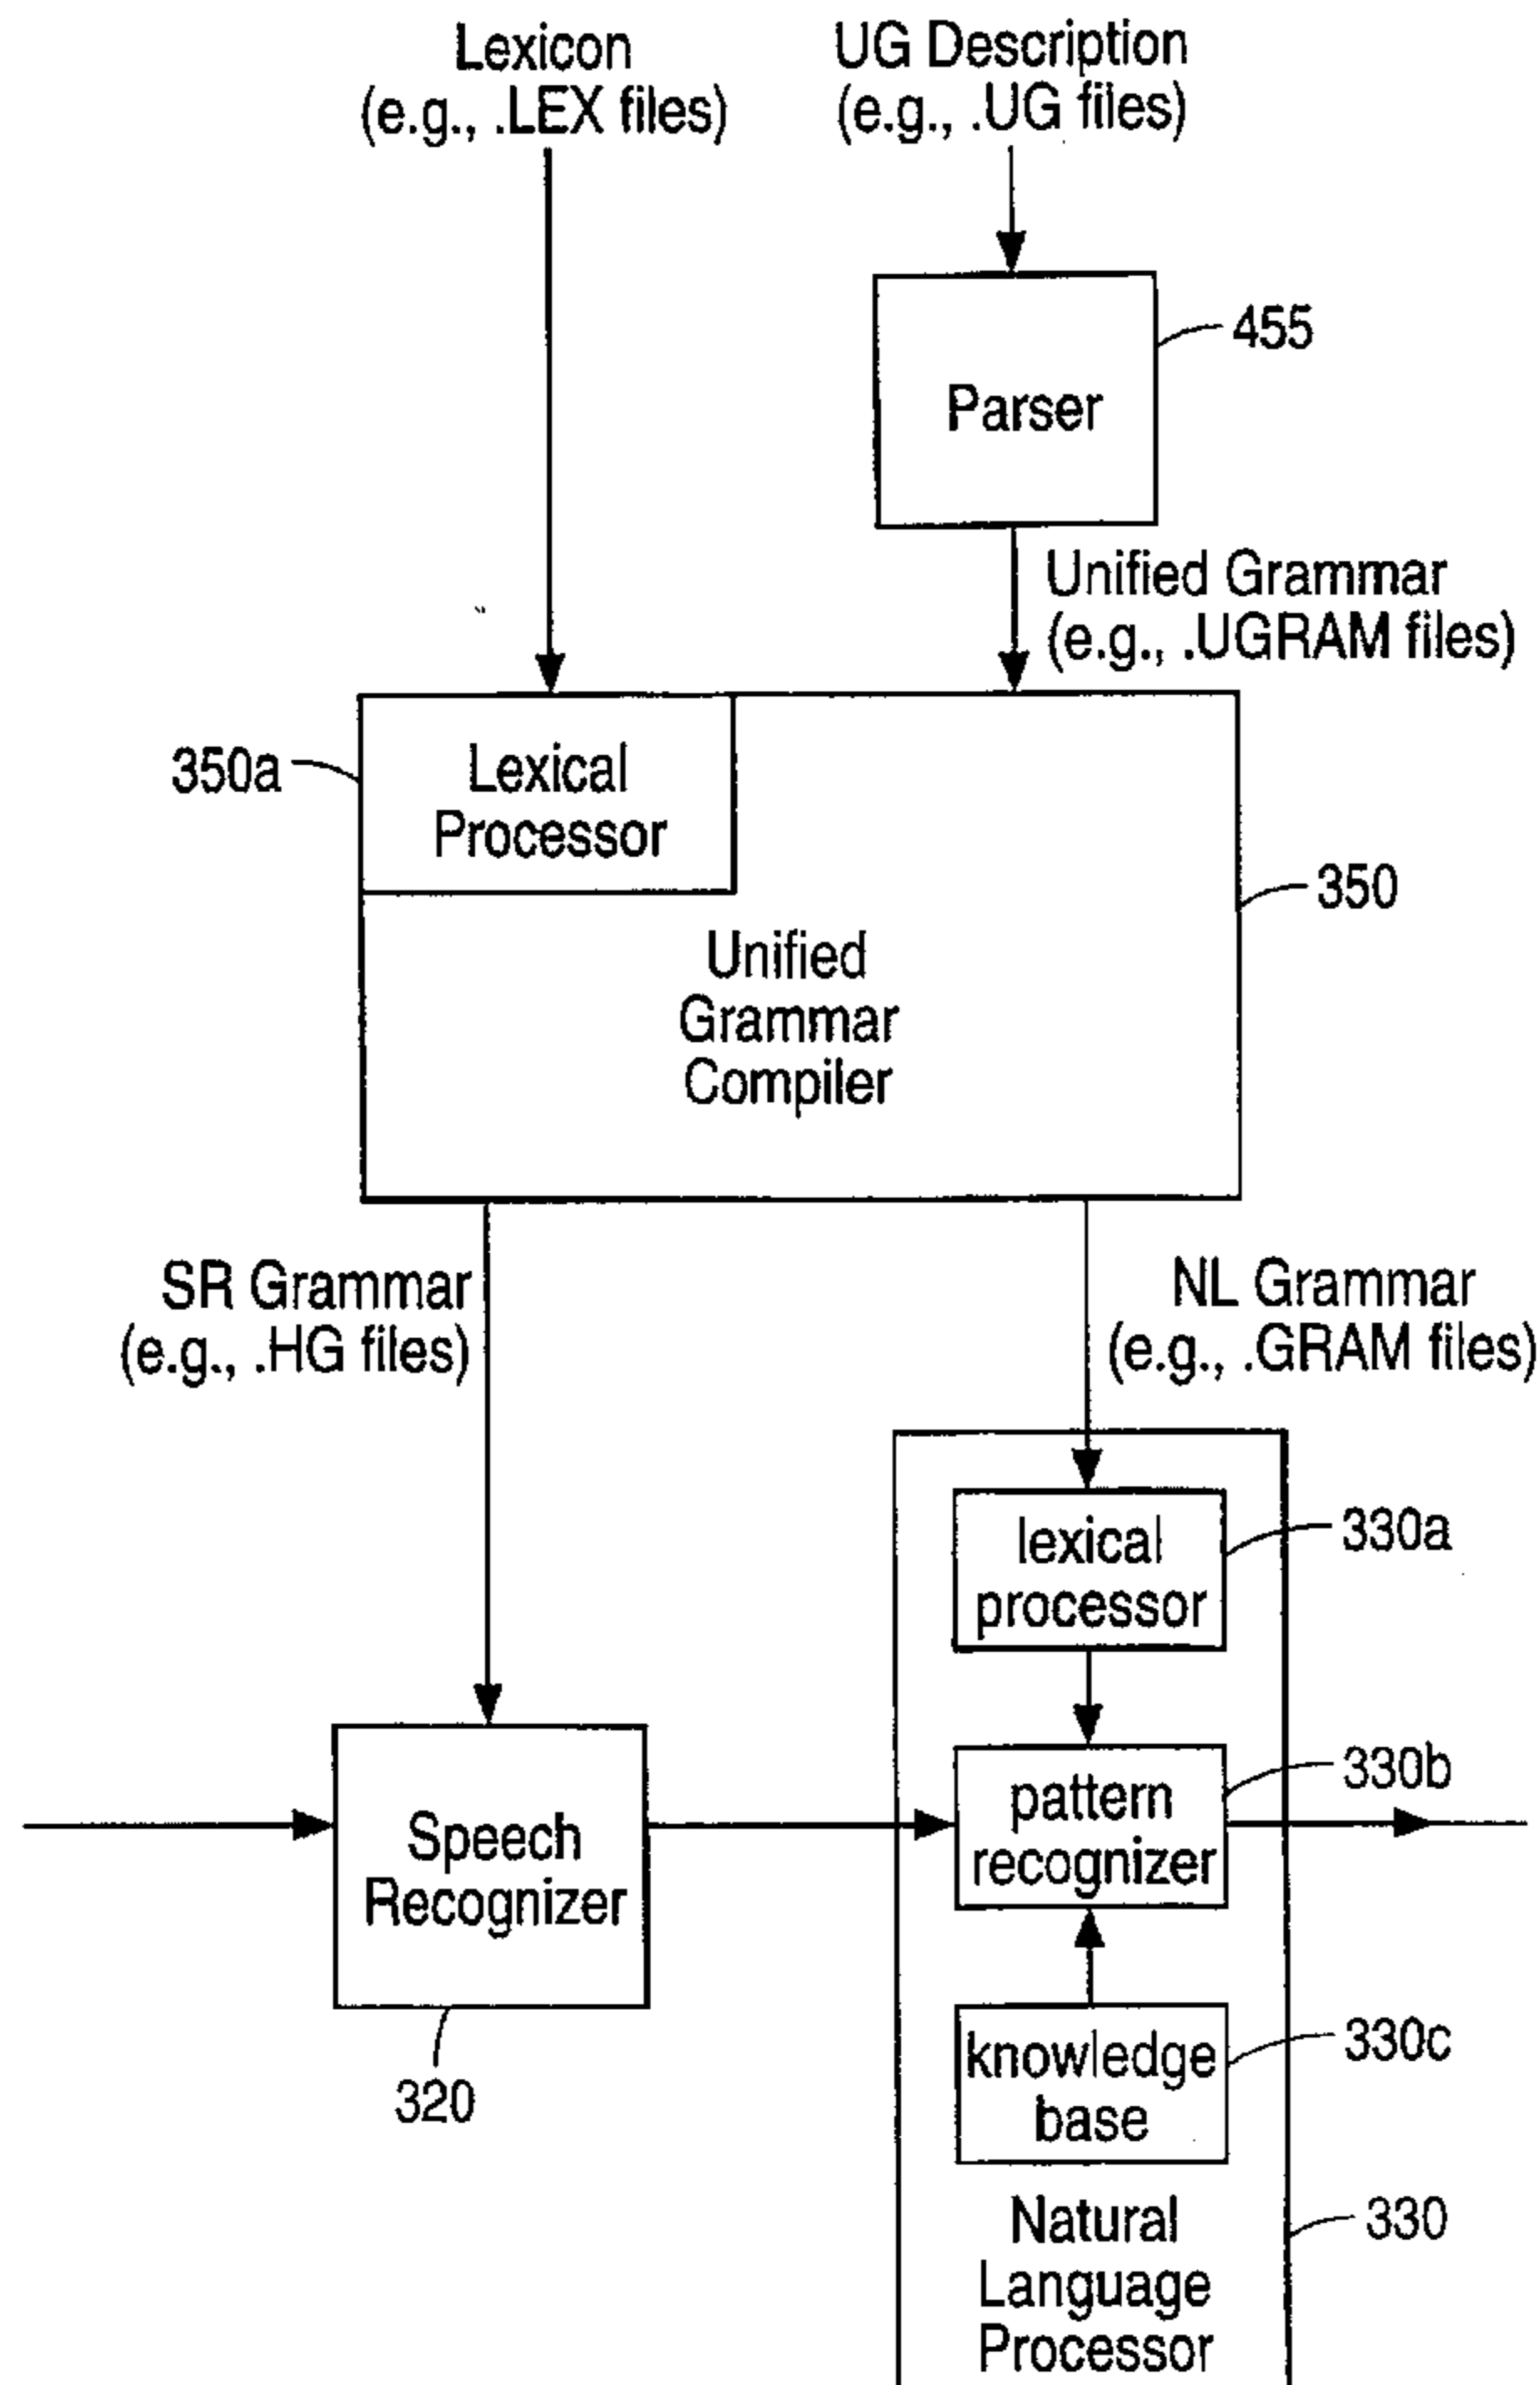 Lexicon
(e.g., .LEX files)
UG Description
(e.g., .UG files)
455
Parser
Unified Grammar
(e.g., .UGRAM files)
350a
Lexical
Processor
350
Unified
Grammar
Compiler
SR Grammar
(e.g., .HG files)
NL Grammar
(e.g., .GRAM files)
lexical
processor
330a
pattern
recognizer
330b
Speech
Recognizer
320
knowledge
base
330c
Natural
Language
Processor
330